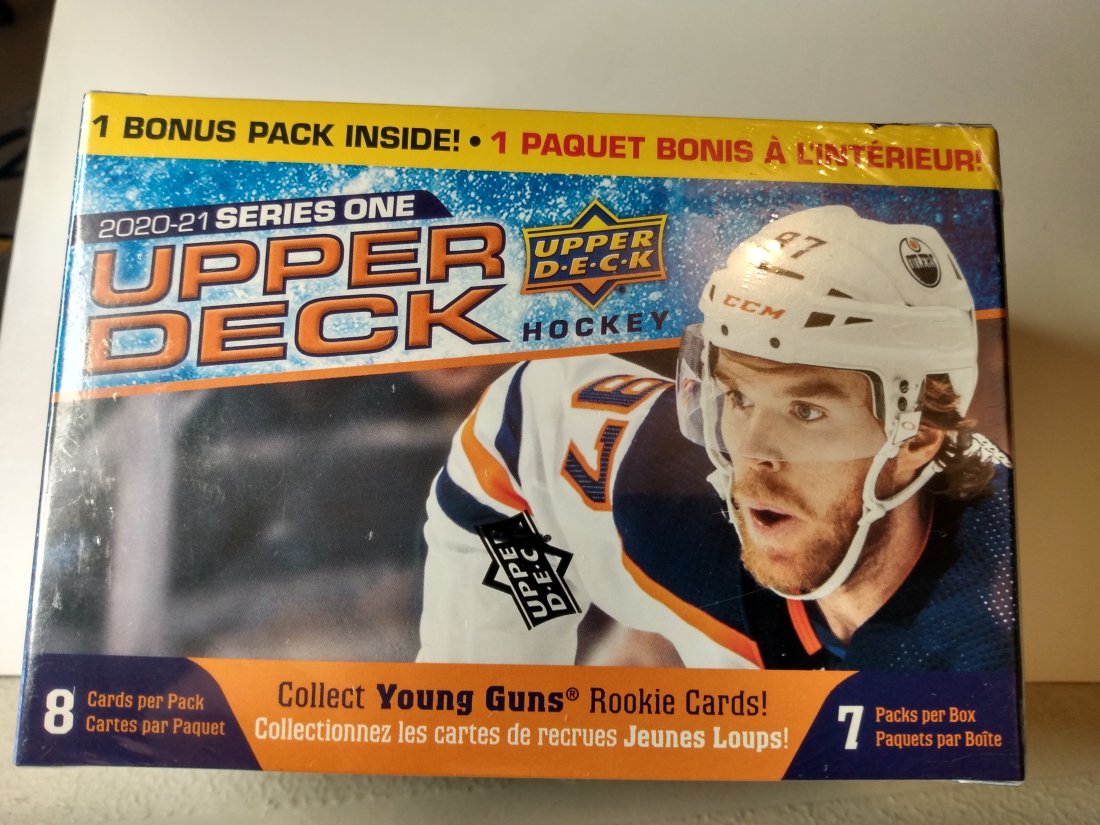 1 BONUS PACK INSIDE! • 1 PAQUET BONIS À L'INTÉRIEUR!
2020-21 SERIES ONE
UPPER
DECK
UPPER
D·E·C·K
HOCKEY
97
CCM
OILERS
97
UPPER
D·E·C·K
8 Cards per Pack
Cartes par Paquet
Collect Young Guns® Rookie Cards!
Collectionnez les cartes de recrues Jeunes Loups!
7 Packs per Box
Paquets par Boîte